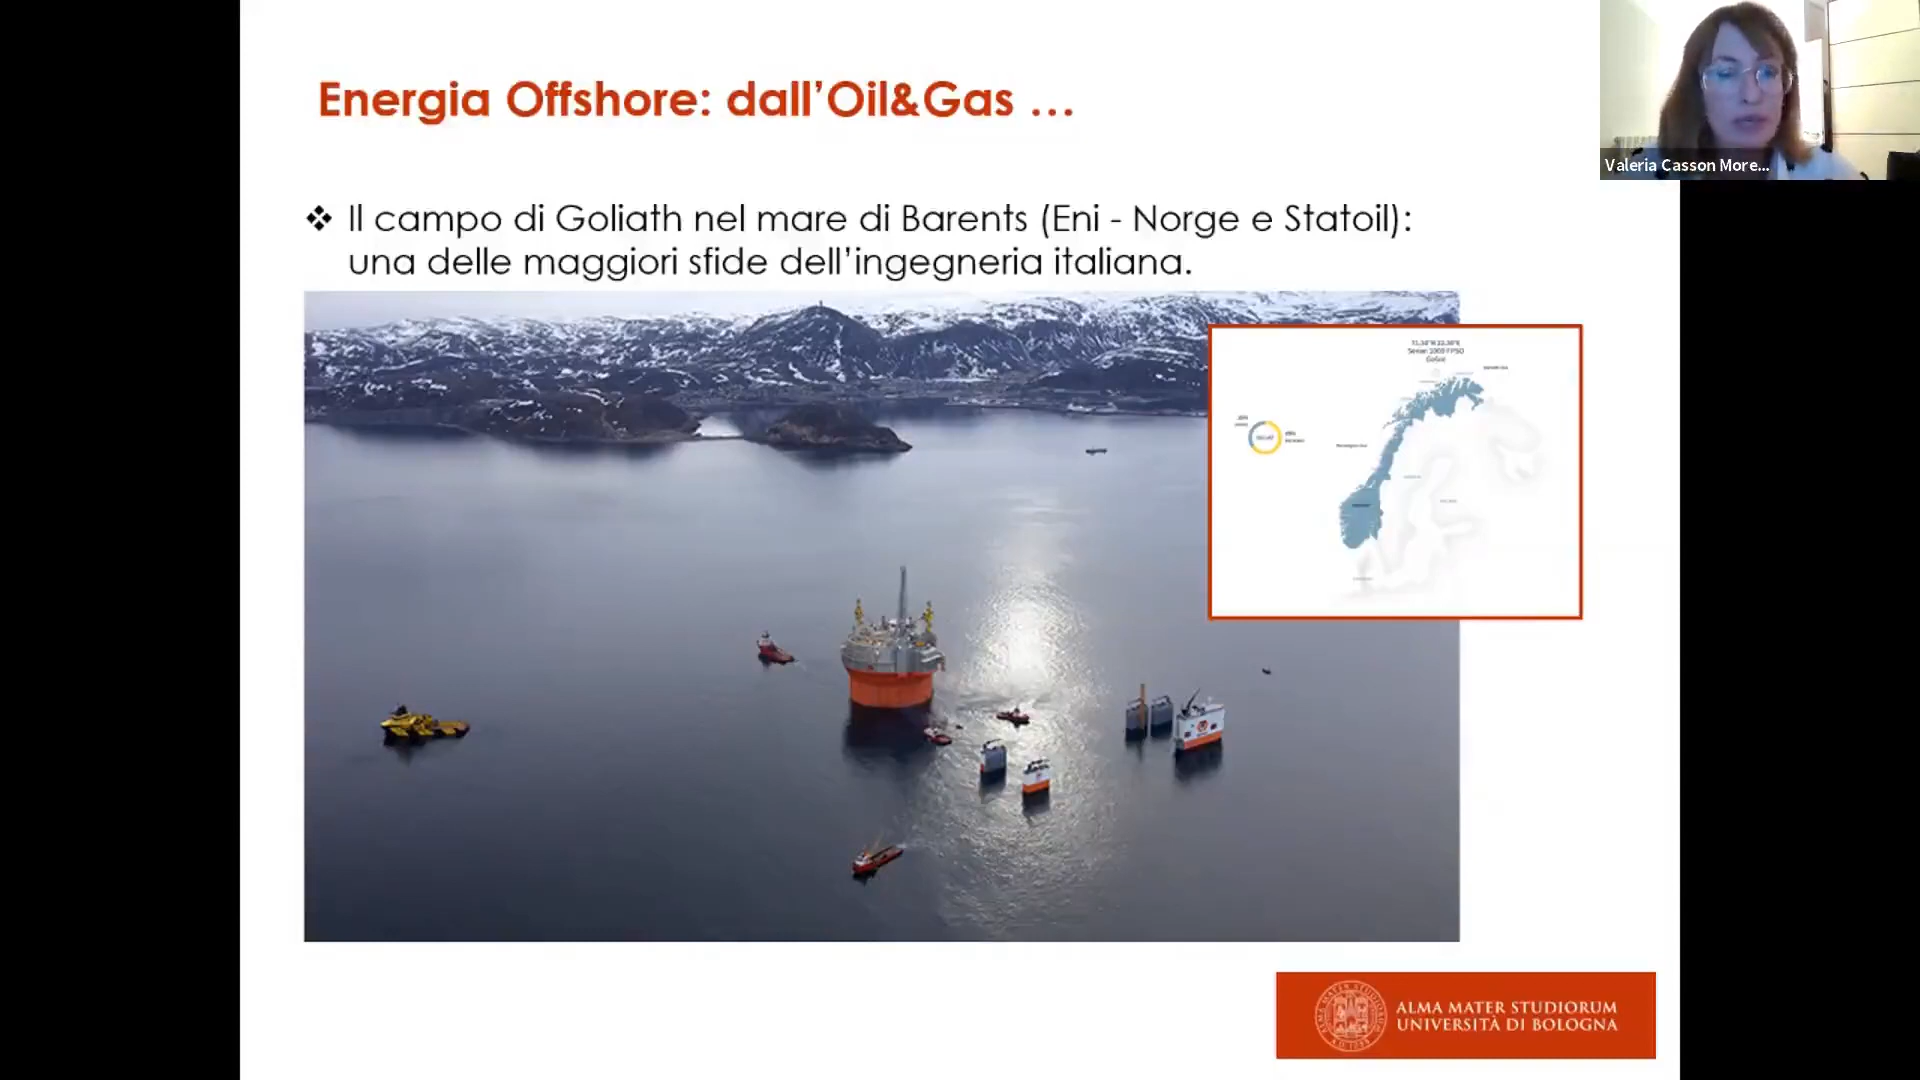 Energia Offshore: dall’Oil&Gas …
Valeria Casson More...
❖ Il campo di Goliath nel mare di Barents (Eni - Norge e Statoil):
una delle maggiori sfide dell’ingegneria italiana.
ALMA MATER STUDIORUM
UNIVERSITÀ DI BOLOGNA